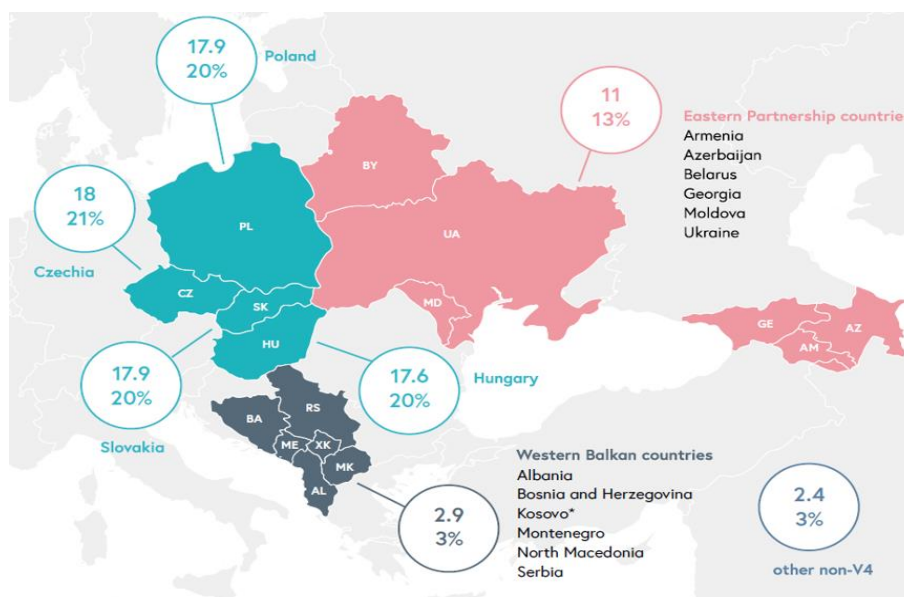 17.9
20%
Poland
11
13%
Eastern Partnership countrie
Armenia
Azerbaijan
Belarus
Georgia
Moldova
Ukraine
18
21%
Czechia
BY
PL
UA
CZ
SK
MD
HU
GE
AZ
AM
17.9
20%
Slovakia
17.6
20%
Hungary
RS
BA
ME
XK
MK
AL
Western Balkan countries
Albania
Bosnia and Herzegovina
Kosovo*
Montenegro
North Macedonia
Serbia
2.9
3%
2.4
3%
other non-V4